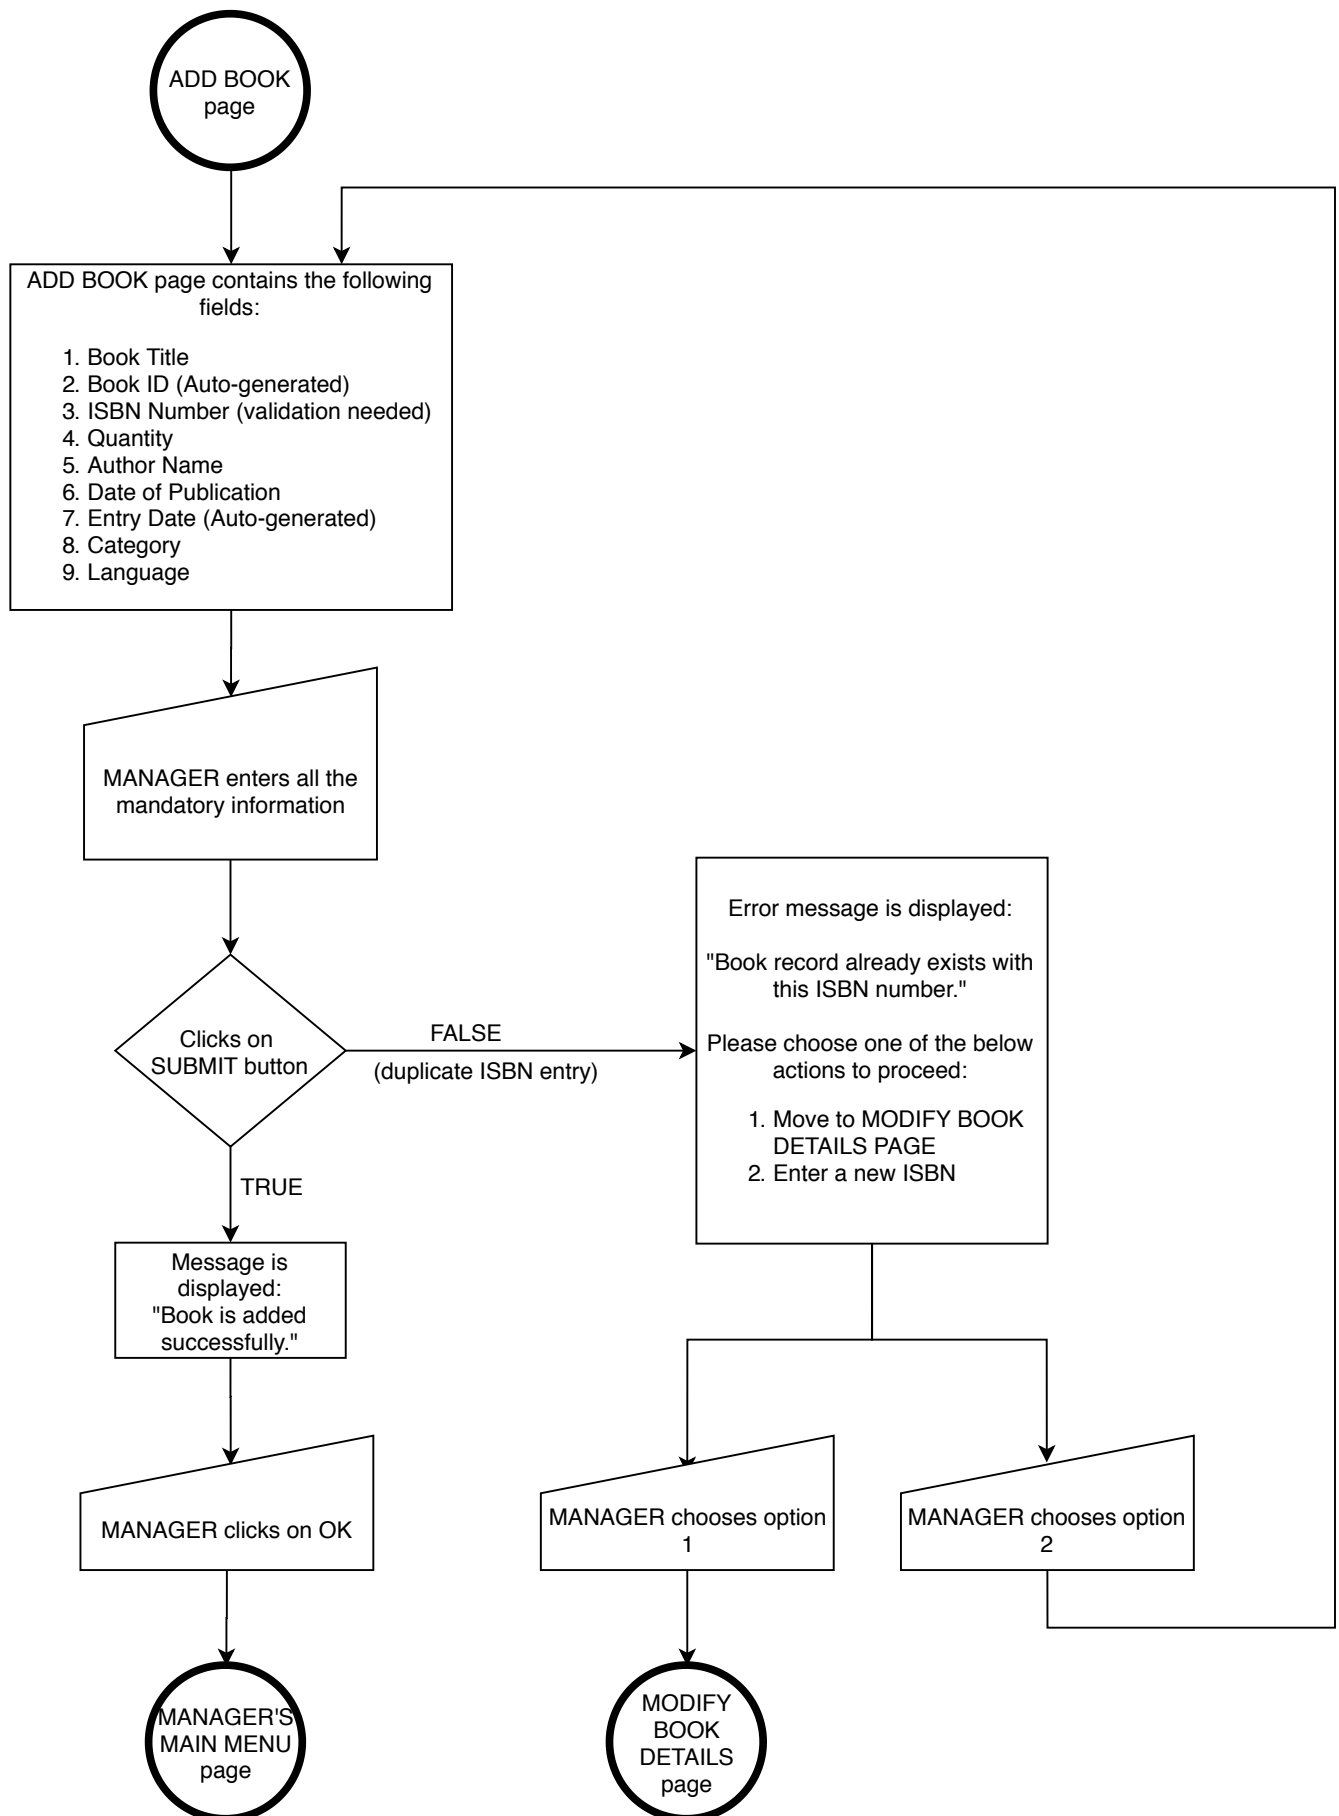 ADD BOOK
page
ADD BOOK page contains the following
fields:
1. Book Title
2. Book ID (Auto-generated)
3. ISBN Number (validation needed)
4. Quantity
5. Author Name
6. Date of Publication
7. Entry Date (Auto-generated)
8. Category
9. Language
MANAGER enters all the
mandatory information
Clicks on
SUBMIT button
FALSE
(duplicate ISBN entry)
Error message is displayed:
"Book record already exists with
this ISBN number."
Please choose one of the below
actions to proceed:
1. Move to MODIFY BOOK
DETAILS PAGE
2. Enter a new ISBN
TRUE
Message is
displayed:
"Book is added
successfully."
MANAGER clicks on OK
MANAGER chooses option
1
MANAGER chooses option
2
MANAGER'S
MAIN MENU
page
MODIFY
BOOK
DETAILS
page